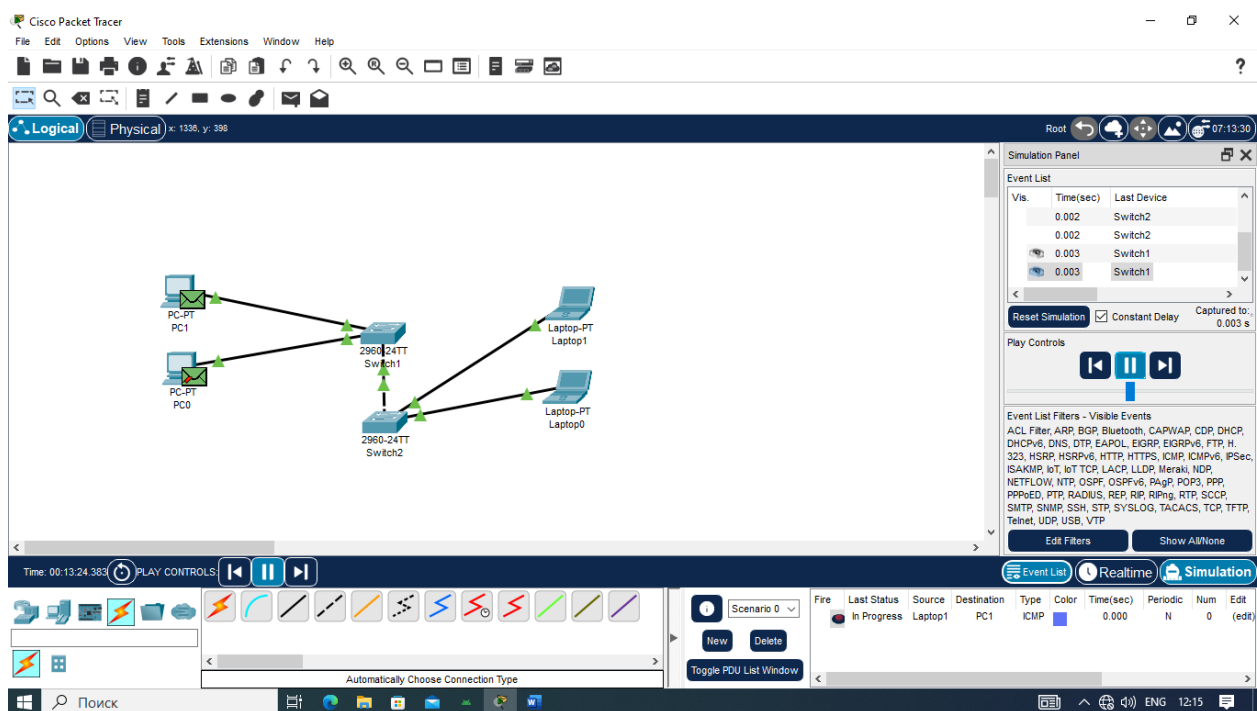 Cisco Packet Tracer
File Edit Options View Tools Extensions Window Help
?
Logical Physical x: 1336, y: 398 Root 07:13:30
Simulation Panel
Event List
Vis. Time(sec) Last Device
0.002 Switch2
0.002 Switch2
0.003 Switch1
0.003 Switch1
Reset Simulation Constant Delay Captured to:
0.003 s
Play Controls
Event List Filters - Visible Events
ACL Filter, ARP, BGP, Bluetooth, CAPWAP, CDP, DHCP,
DHCPv6, DNS, DTP, EAPOL, EIGRP, EIGRPv6, FTP, H.
323, HSRP, HSRPv6, HTTP, HTTPS, ICMP, ICMPv6, IPSec,
ISAKMP, IoT, IoT TCP, LACP, LLDP, Meraki, NDP,
NETFLOW, NTP, OSPF, OSPFv6, PAgP, POP3, PPP,
PPPoED, PTP, RADIUS, REP, RIP, RIPng, RTP, SCCP,
SMTP, SNMP, SSH, STP, SYSLOG, TACACS, TCP, TFTP,
Telnet, UDP, USB, VTP
Edit Filters Show All/None
PC-PT
PC1
PC-PT
PC0
2960-24TT
Switch1
2960-24TT
Switch2
Laptop-PT
Laptop1
Laptop-PT
Laptop0
Time: 00:13:24.383 PLAY CONTROLS: Event List Realtime Simulation
Automatically Choose Connection Type
Scenario 0
New Delete
Toggle PDU List Window
Fire Last Status Source Destination Type Color Time(sec) Periodic Num Edit
In Progress Laptop1 PC1 ICMP 0.000 N 0 (edit)
Поиск ENG 12:15